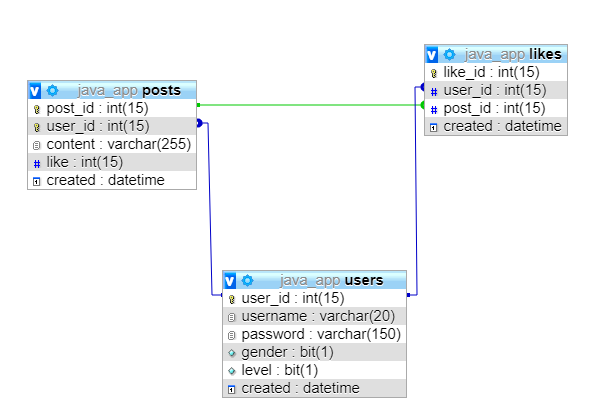 java_app posts
post_id : int(15)
user_id : int(15)
content : varchar(255)
like : int(15)
created : datetime
java_app likes
like_id : int(15)
user_id : int(15)
post_id : int(15)
created : datetime
java_app users
user_id : int(15)
username : varchar(20)
password : varchar(150)
gender : bit(1)
level : bit(1)
created : datetime